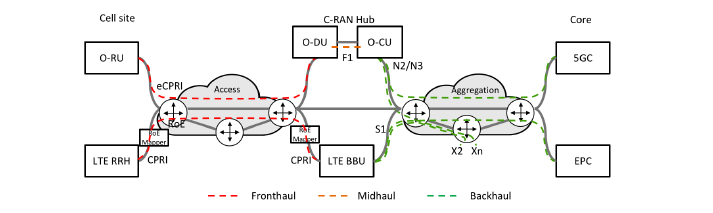 Cell site
C-RAN Hub
Core
O-RU
O-DU
O-CU
5GC
F1
N2/N3
eCPRI
Access
Aggregation
RoE
RoE
Mapper
RoE
Mapper
S1
LTE RRH
CPRI
CPRI
LTE BBU
X2 Xn
EPC
Fronthaul
Midhaul
Backhaul